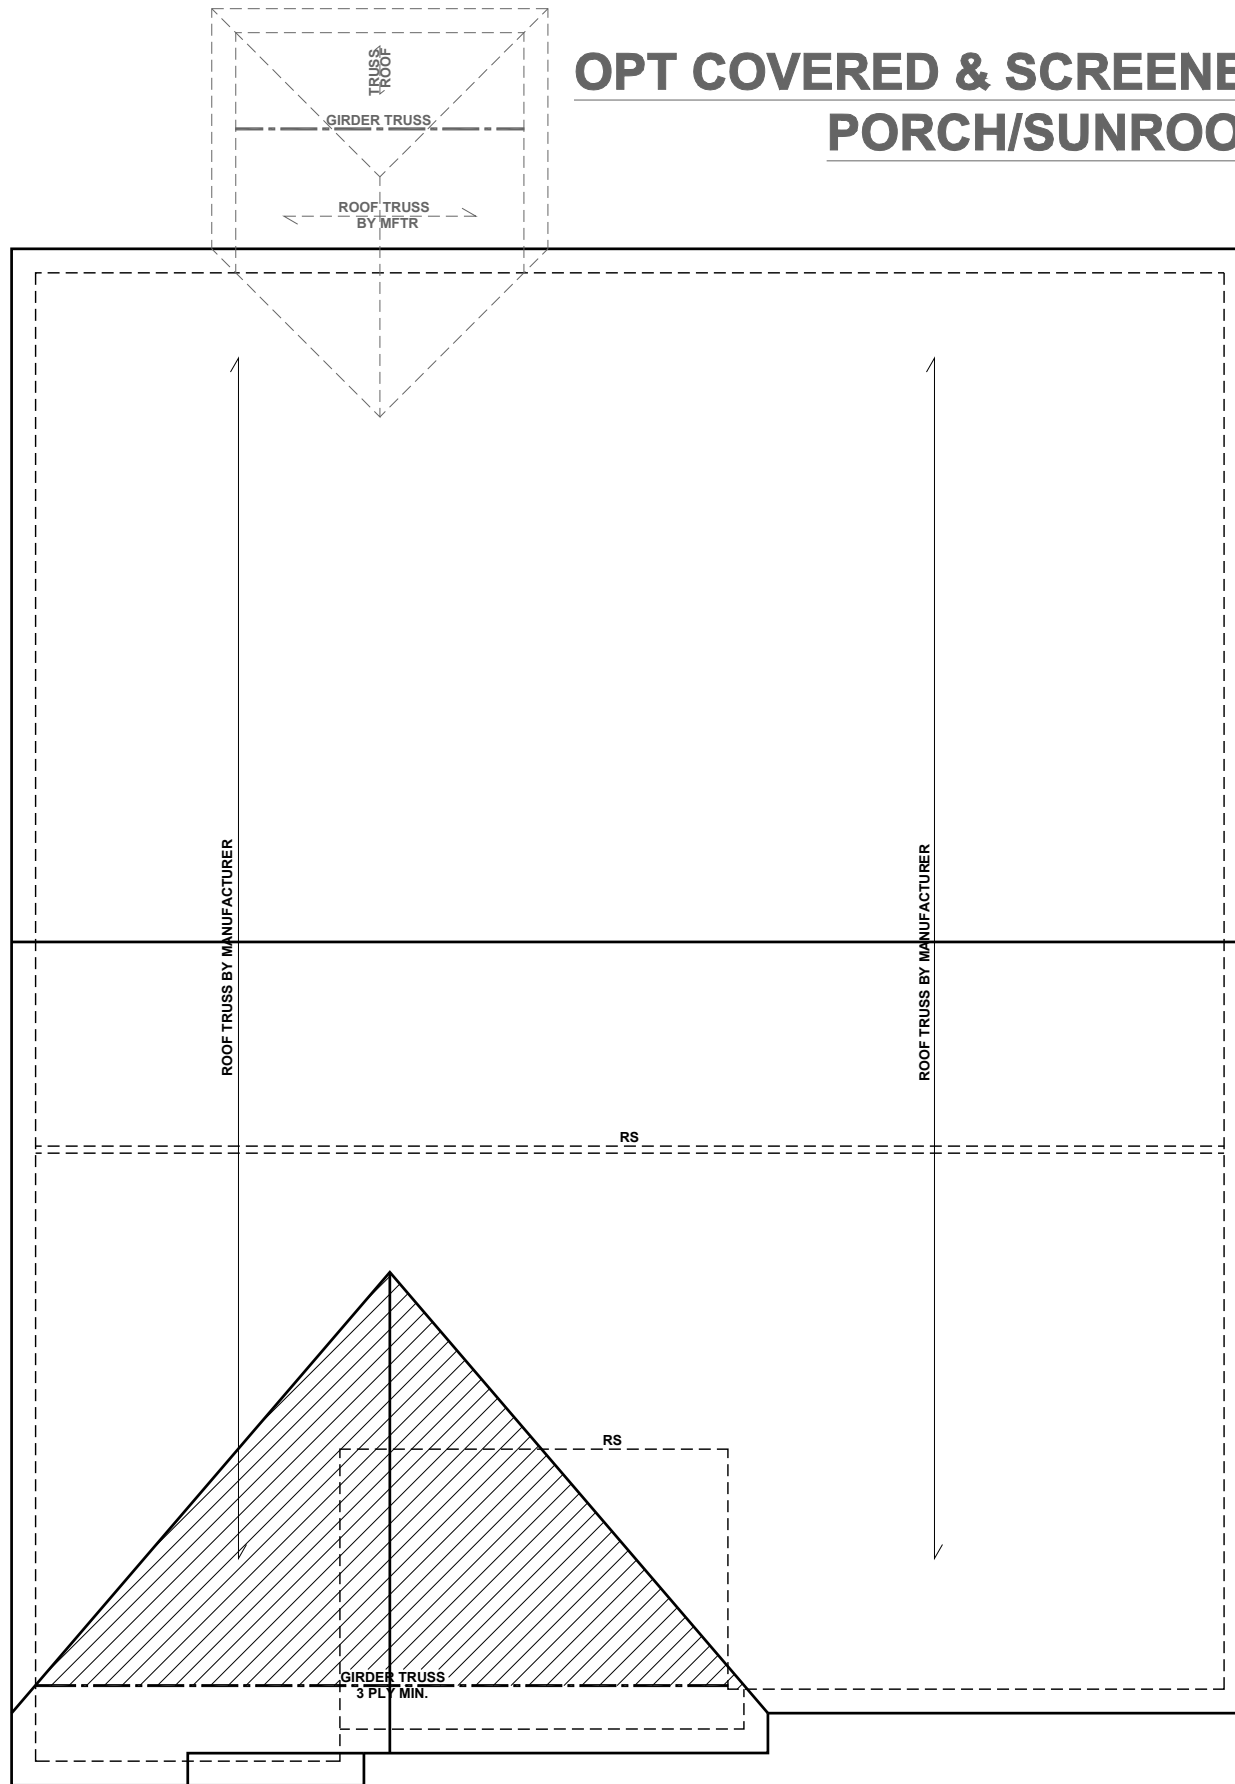 TRUSS
ROOF
OPT COVERED & SCREENE
PORCH/SUNROO
GIRDER TRUSS
ROOF TRUSS
BY MFTR
ROOF TRUSS BY MANUFACTURER
ROOF TRUSS BY MANUFACTURER
RS
RS
GIRDER TRUSS
3 PLY MIN.